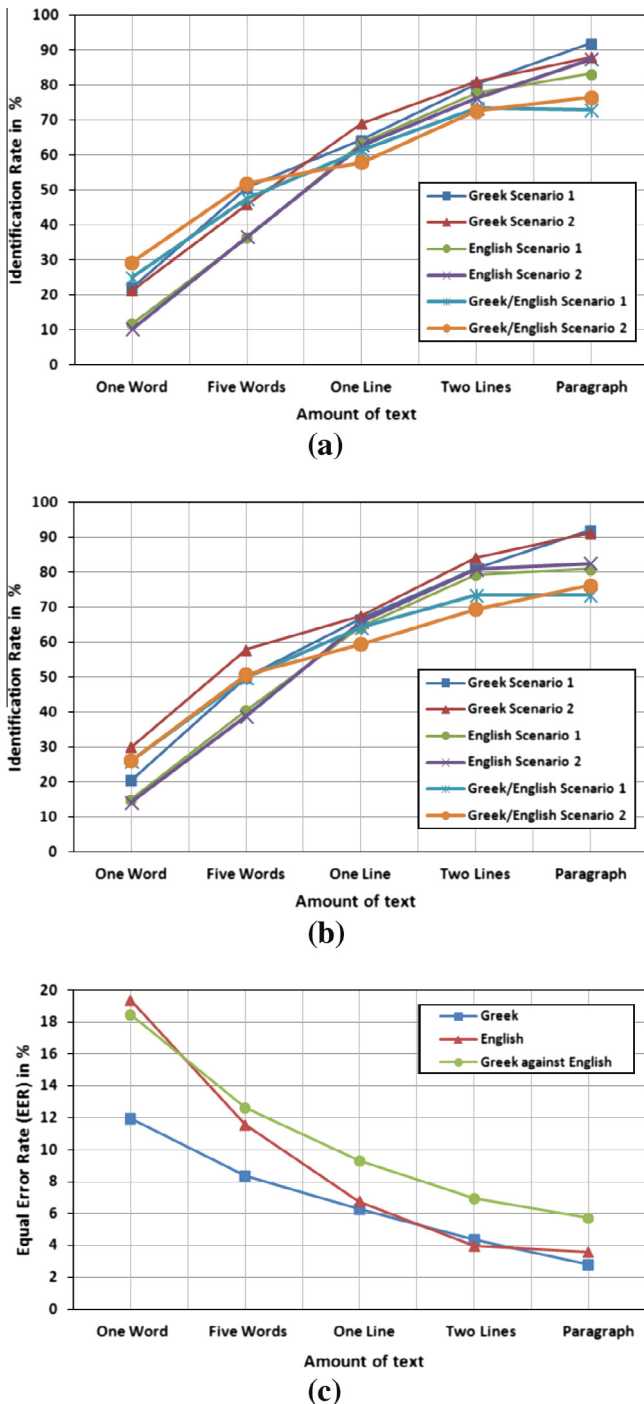 100
90
80
70
60
50
40
30
20
10
0
Identification Rate in %
Greek Scenario 1
Greek Scenario 2
English Scenario 1
English Scenario 2
Greek/English Scenario 1
Greek/English Scenario 2
One Word Five Words One Line Two Lines Paragraph
Amount of text
(a)
100
90
80
70
60
50
40
30
20
10
0
Identification Rate in %
Greek Scenario 1
Greek Scenario 2
English Scenario 1
English Scenario 2
Greek/English Scenario 1
Greek/English Scenario 2
One Word Five Words One Line Two Lines Paragraph
Amount of text
(b)
20
18
16
14
12
10
8
6
4
2
0
Equal Error Rate (EER) in %
Greek
English
Greek against English
One Word Five Words One Line Two Lines Paragraph
Amount of text
(c)